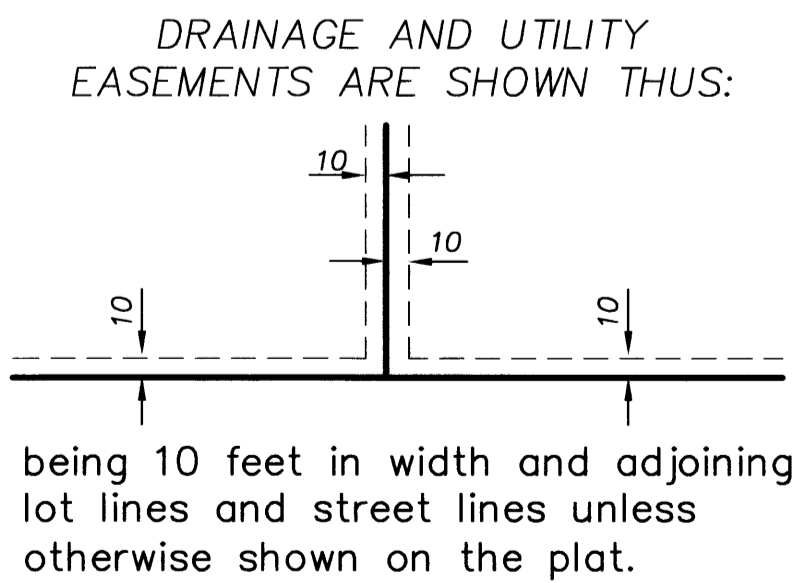 DRAINAGE AND UTILITY
EASEMENTS ARE SHOWN THUS:
10
10
10
10
being 10 feet in width and adjoining
lot lines and street lines unless
otherwise shown on the plat.